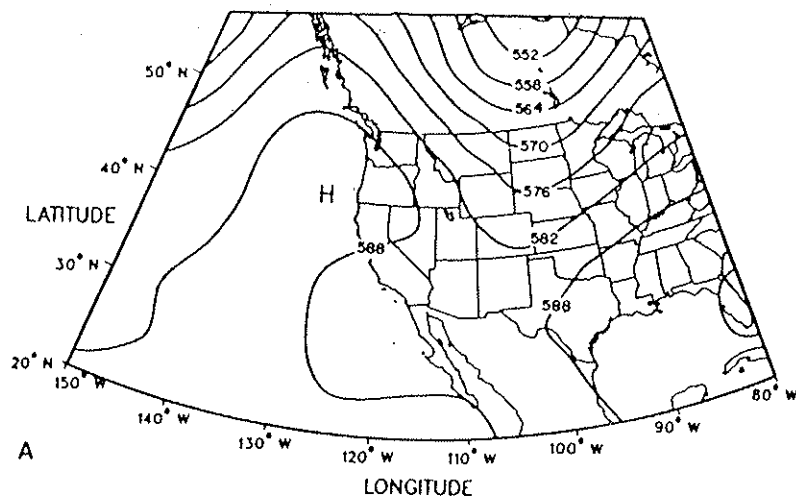 552
50° N
558
564
570
40° N
576
H
LATITUDE
582
588
30° N
588
20° N
150° W
80° W
140° W
90° W
130° W
100° W
120° W
110° W
A
LONGITUDE